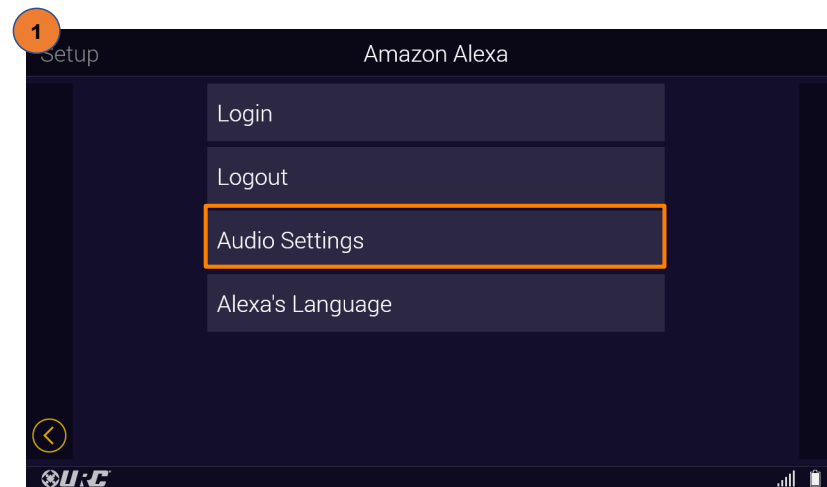 1
Setup
Amazon Alexa
Login
Logout
Audio Settings
Alexa's Language
URC